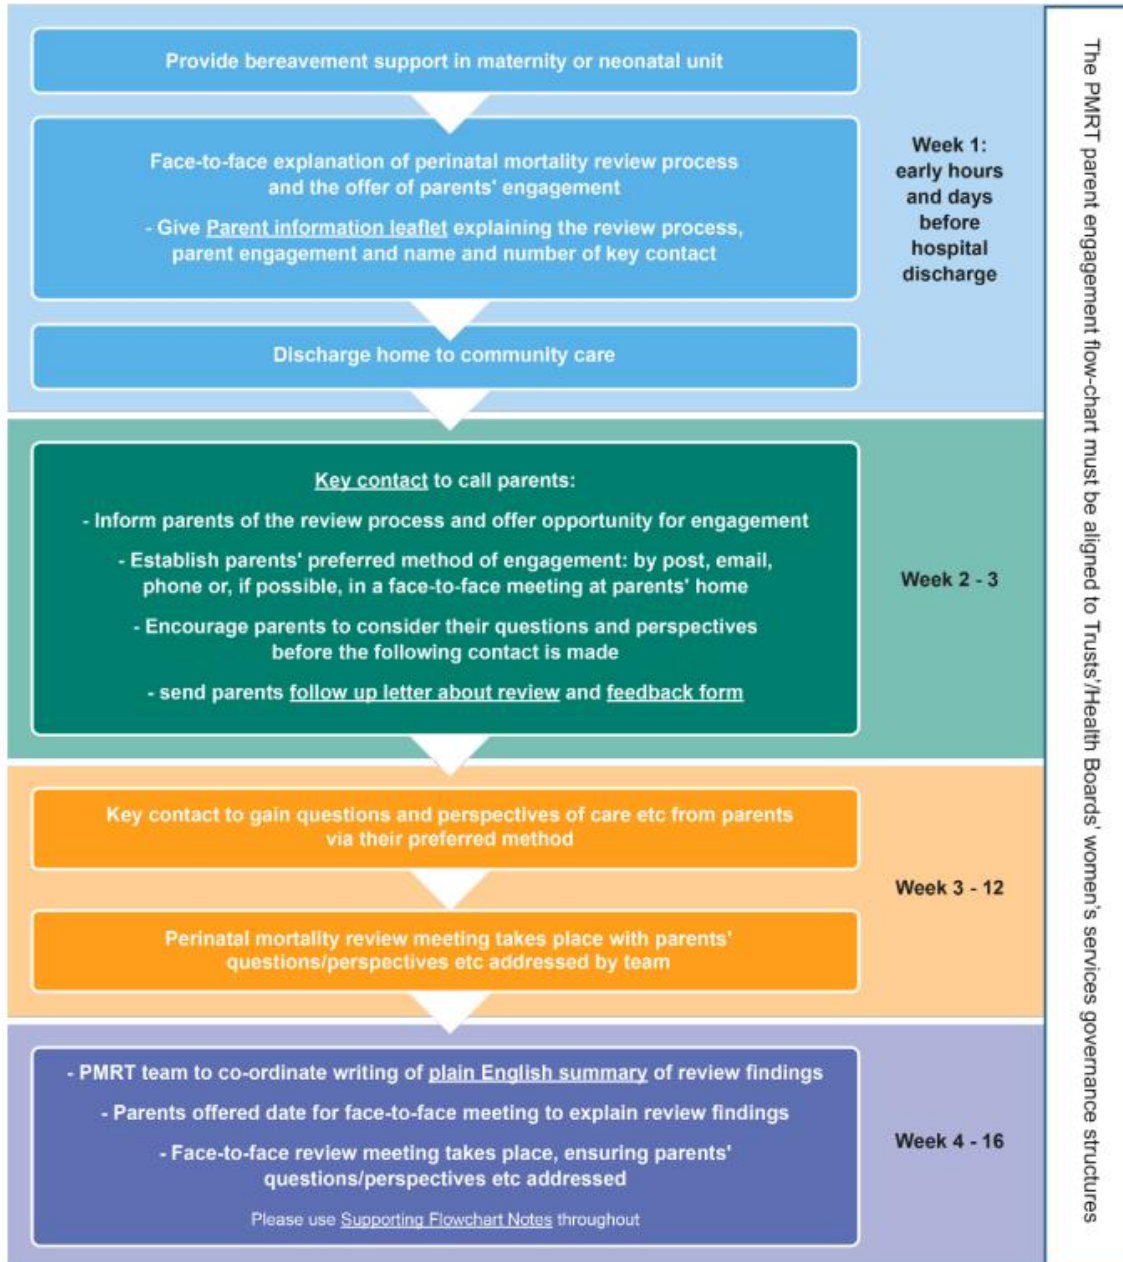 Provide bereavement support in maternity or neonatal unit
Face-to-face explanation of perinatal mortality review process
and the offer of parents' engagement
- Give Parent information leaflet explaining the review process,
parent engagement and name and number of key contact
Discharge home to community care
Week 1:
early hours
and days
before
hospital
discharge
Key contact to call parents:
- Inform parents of the review process and offer opportunity for engagement
- Establish parents' preferred method of engagement: by post, email,
phone or, if possible, in a face-to-face meeting at parents' home
- Encourage parents to consider their questions and perspectives
before the following contact is made
- send parents follow up letter about review and feedback form
Week 2 - 3
Key contact to gain questions and perspectives of care etc from parents
via their preferred method
Perinatal mortality review meeting takes place with parents'
questions/perspectives etc addressed by team
Week 3 - 12
- PMRT team to co-ordinate writing of plain English summary of review findings
- Parents offered date for face-to-face meeting to explain review findings
- Face-to-face review meeting takes place, ensuring parents'
questions/perspectives etc addressed
Please use Supporting Flowchart Notes throughout
Week 4 - 16
The PMRT parent engagement flow-chart must be aligned to Trusts'/Health Boards' women's services governance structures